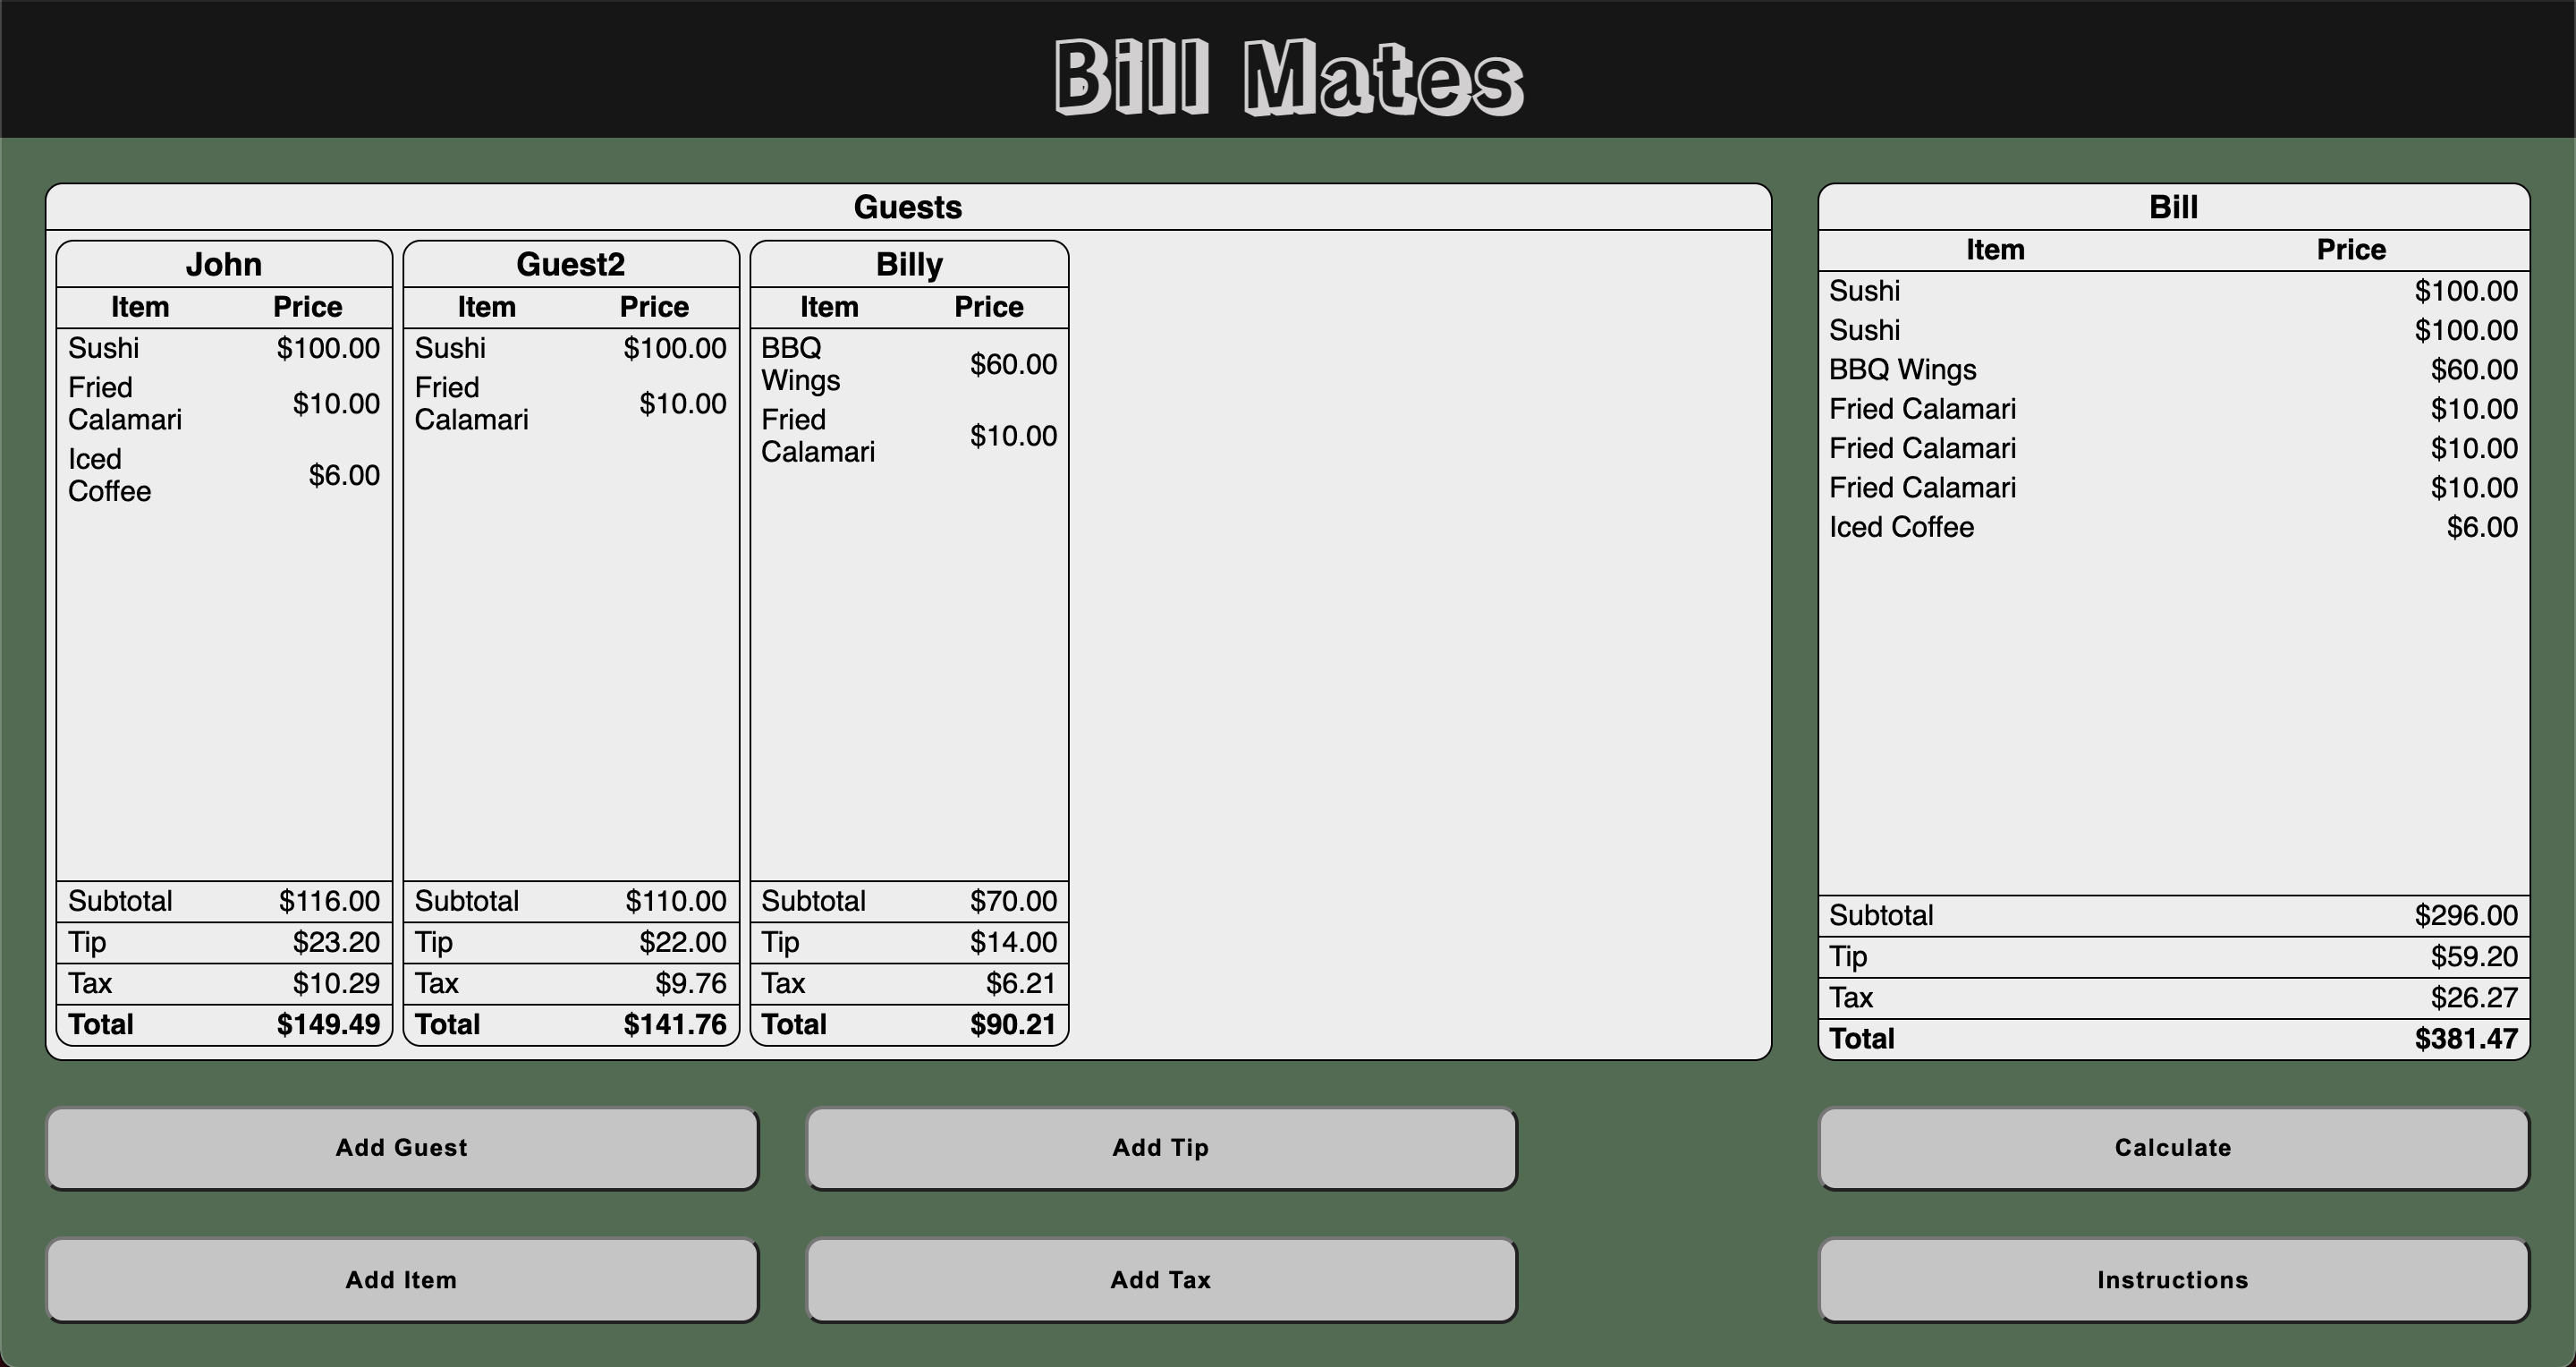 Bill Mates
Guests
John
Item Price
Sushi $100.00
Fried
Calamari $10.00
Iced
Coffee $6.00
Subtotal $116.00
Tip $23.20
Tax $10.29
Total $149.49
Guest2
Item Price
Sushi $100.00
Fried
Calamari $10.00
Subtotal $110.00
Tip $22.00
Tax $9.76
Total $141.76
Billy
Item Price
BBQ
Wings $60.00
Fried
Calamari $10.00
Subtotal $70.00
Tip $14.00
Tax $6.21
Total $90.21
Bill
Item Price
Sushi $100.00
Sushi $100.00
BBQ Wings $60.00
Fried Calamari $10.00
Fried Calamari $10.00
Fried Calamari $10.00
Iced Coffee $6.00
Subtotal $296.00
Tip $59.20
Tax $26.27
Total $381.47
Add Guest
Add Tip
Calculate
Add Item
Add Tax
Instructions